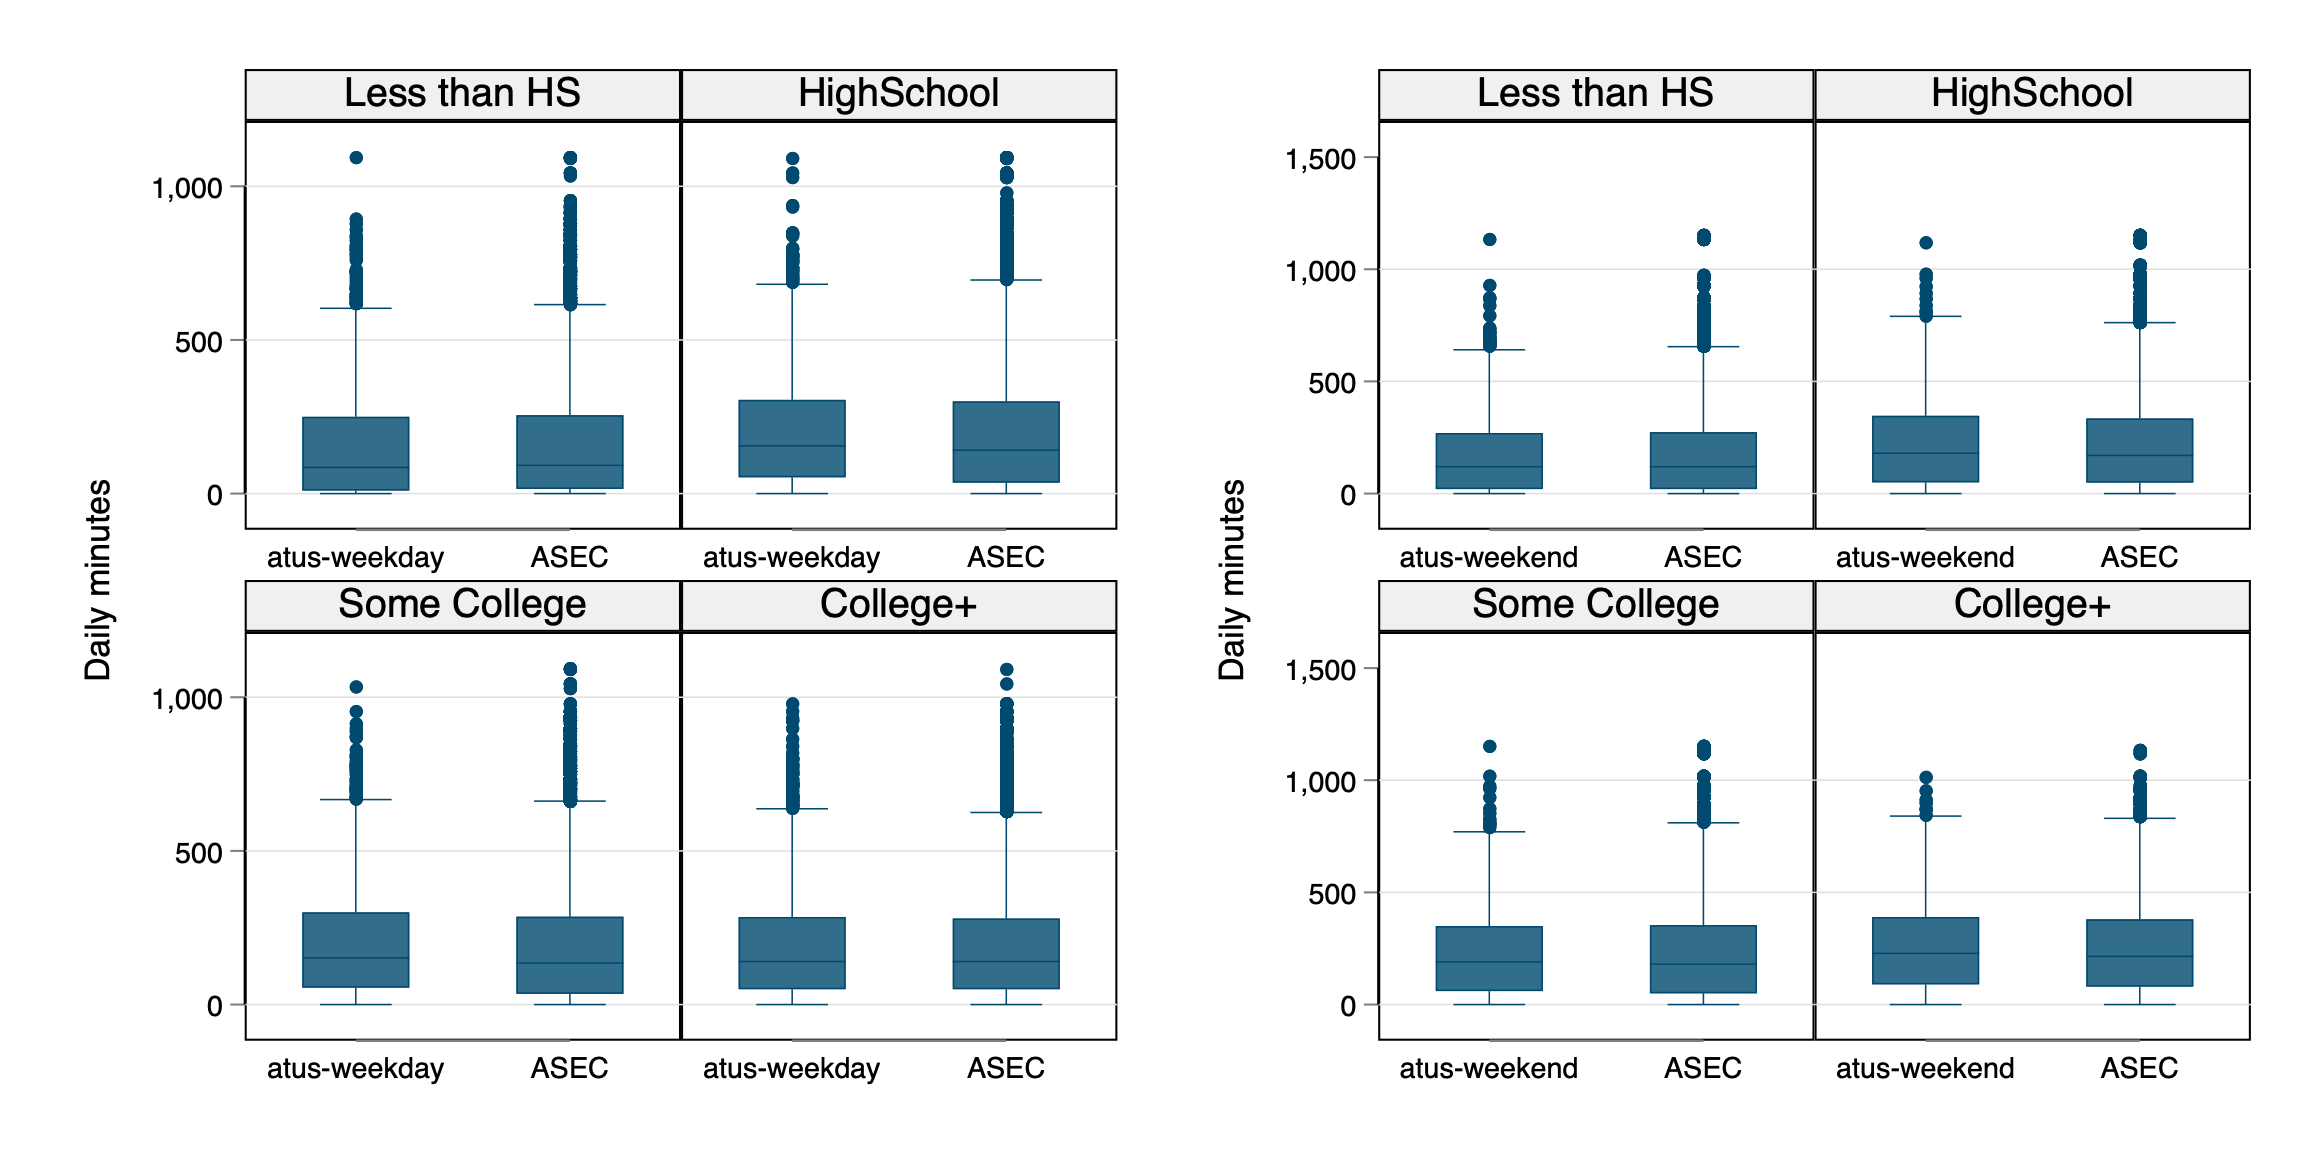 Less than HS HighSchool
1,000
500
0
Daily minutes
atus-weekday ASEC atus-weekday ASEC
Some College College+
1,000
500
0
atus-weekday ASEC atus-weekday ASEC
Less than HS HighSchool
1,500
1,000
500
0
Daily minutes
atus-weekend ASEC atus-weekend ASEC
Some College College+
1,500
1,000
500
0
atus-weekend ASEC atus-weekend ASEC